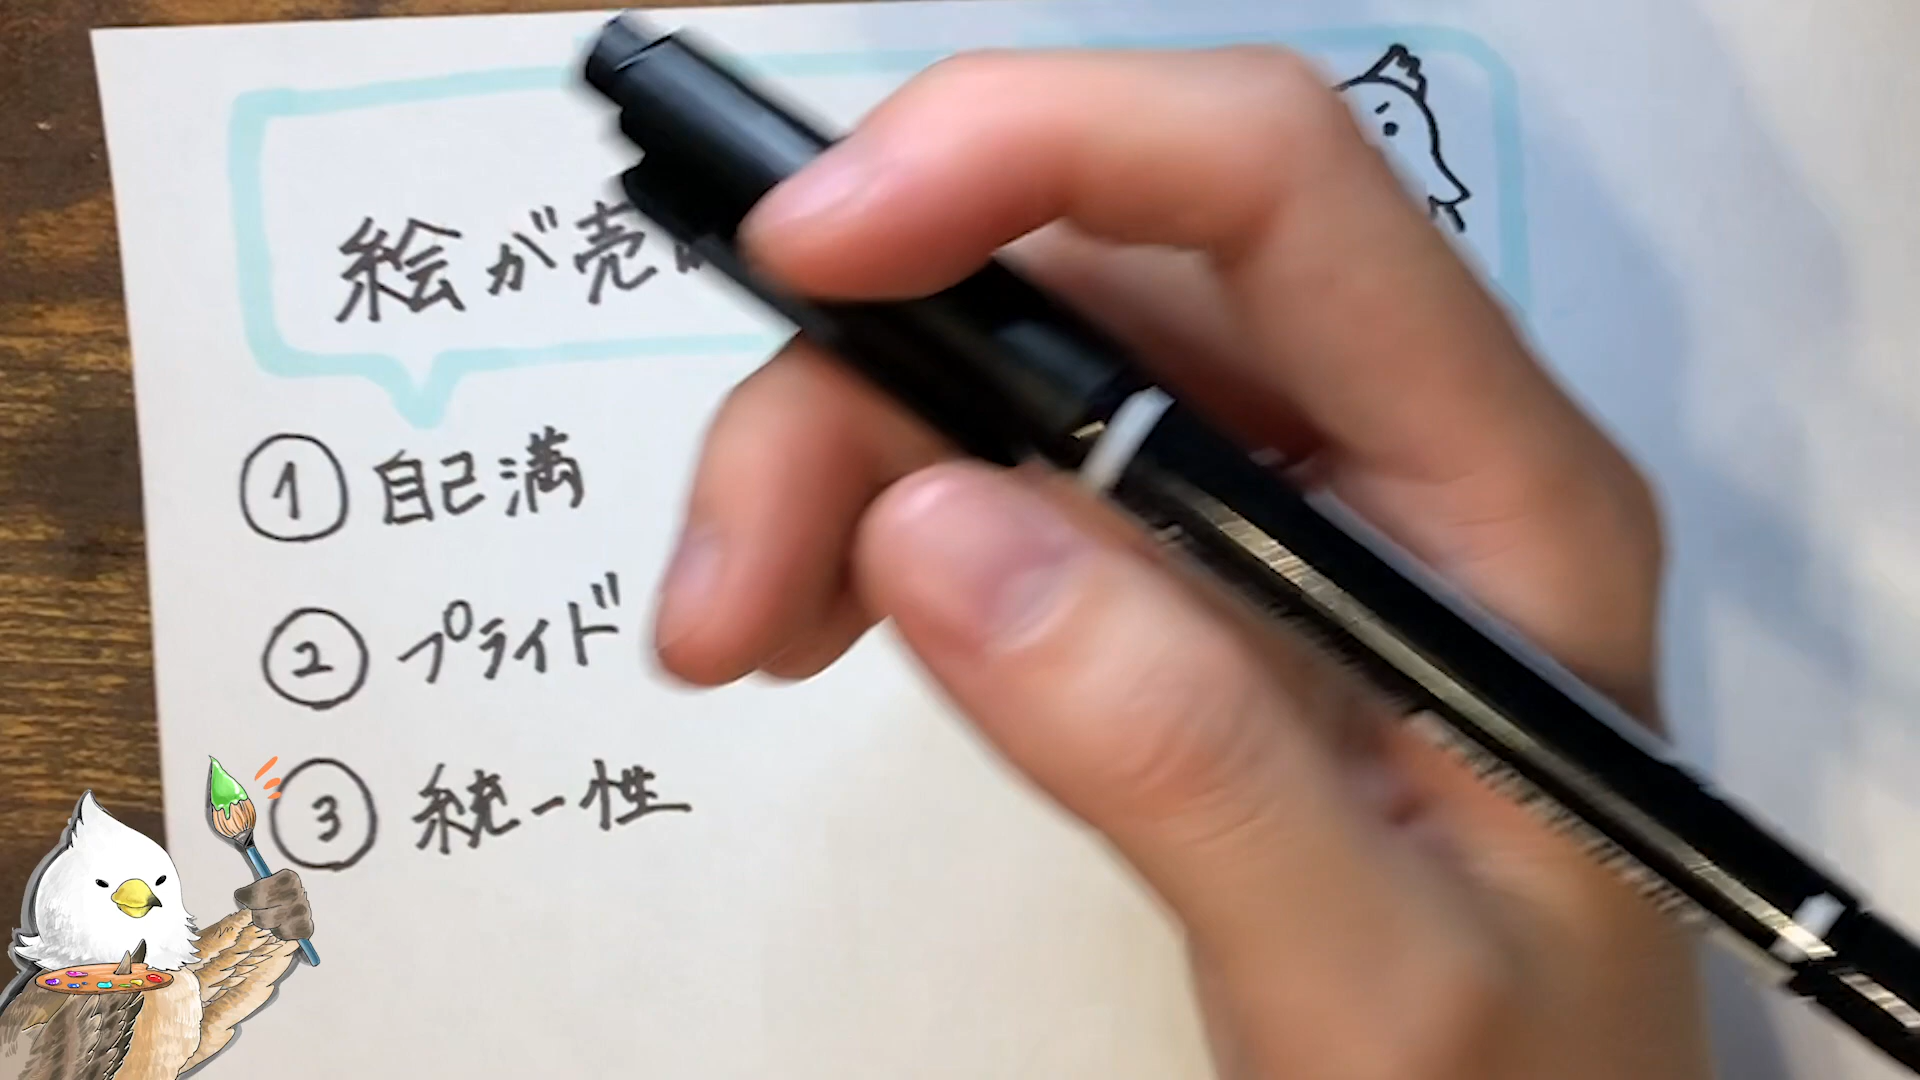 絵が売
① 自己満
② プライド
③ 統一性